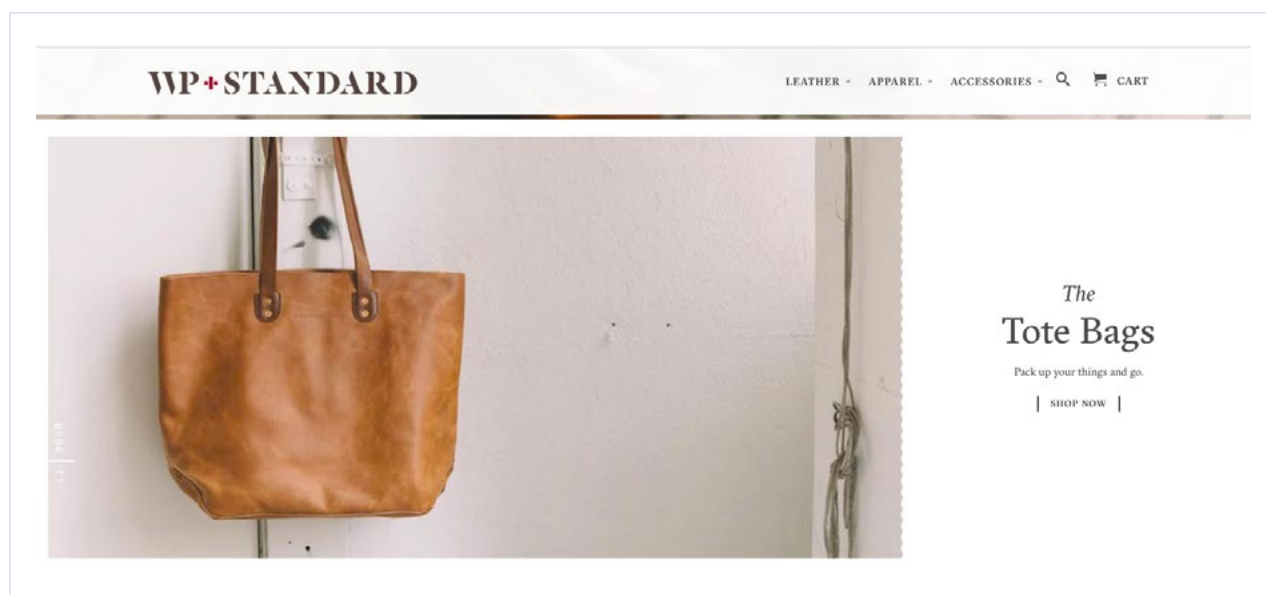 WP+STANDARD
LEATHER APPAREL ACCESSORIES CART
The
Tote Bags
Pack up your things and go.
SHOP NOW